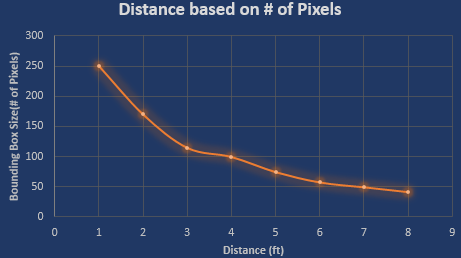 Distance based on # of Pixels
Bounding Box Size(# of Pixels)
300
250
200
150
100
50
0
0 1 2 3 4 5 6 7 8 9
Distance (ft)